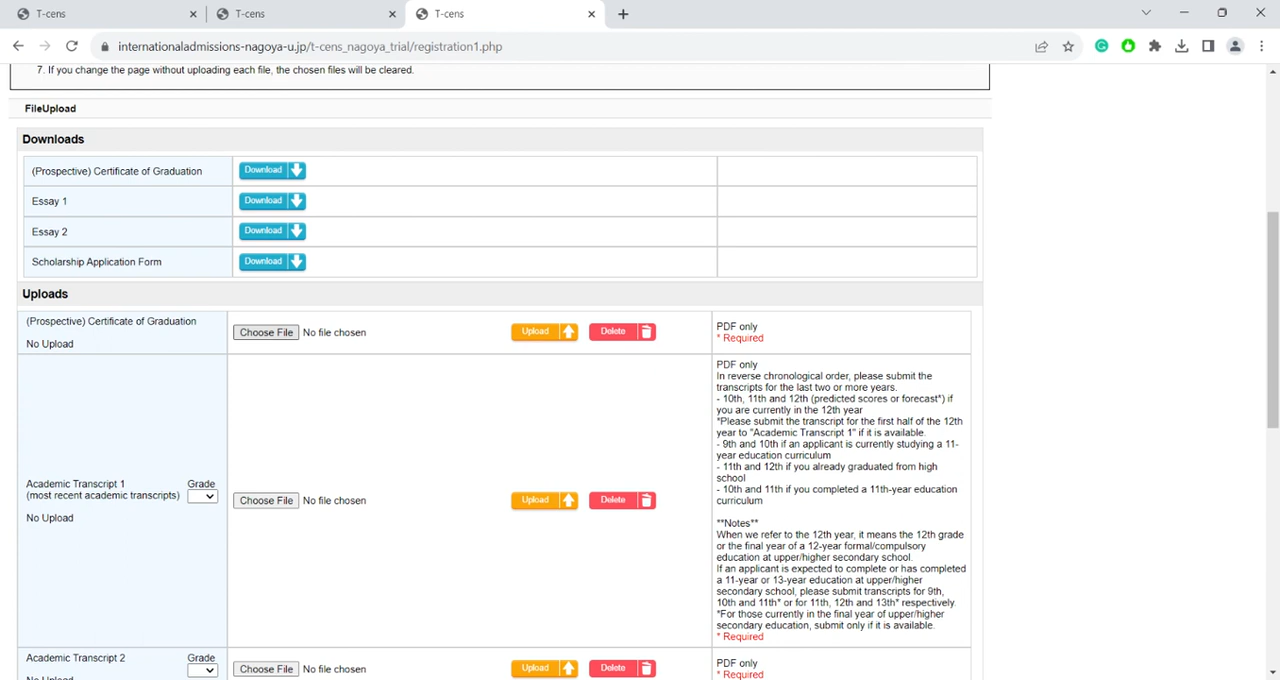 T-cens
T-cens
T-cens
internationaladmissions-nagoya-u.jp/t-cens_nagoya_trial/registration1.php
7. If you change the page without uploading each file, the chosen files will be cleared.
FileUpload
Downloads
(Prospective) Certificate of Graduation
Download
Essay 1
Download
Essay 2
Download
Scholarship Application Form
Download
Uploads
(Prospective) Certificate of Graduation
No Upload
Choose File No file chosen
Upload
Delete
PDF only
* Required
Academic Transcript 1
(most recent academic transcripts)
No Upload
Grade
Choose File No file chosen
Upload
Delete
PDF only
In reverse chronological order, please submit the
transcripts for the last two or more years.
- 10th, 11th and 12th (predicted scores or forecast*) if
you are currently in the 12th year
*Please submit the transcript for the first half of the 12th
year to "Academic Transcript 1" if it is available.
- 9th and 10th if an applicant is currently studying a 11-
year education curriculum
- 11th and 12th if you already graduated from high
school
- 10th and 11th if you completed a 11th-year education
curriculum
**Notes**
When we refer to the 12th year, it means the 12th grade
or the final year of a 12-year formal/compulsory
education at upper/higher secondary school.
If an applicant is expected to complete or has completed
a 11-year or 13-year education at upper/higher
secondary school, please submit transcripts for 9th,
10th and 11th* or for 11th, 12th and 13th* respectively.
*For those currently in the final year of upper/higher
secondary education, submit only if it is available.
* Required
Academic Transcript 2
No Upload
Grade
Choose File No file chosen
Upload
Delete
PDF only
* Required